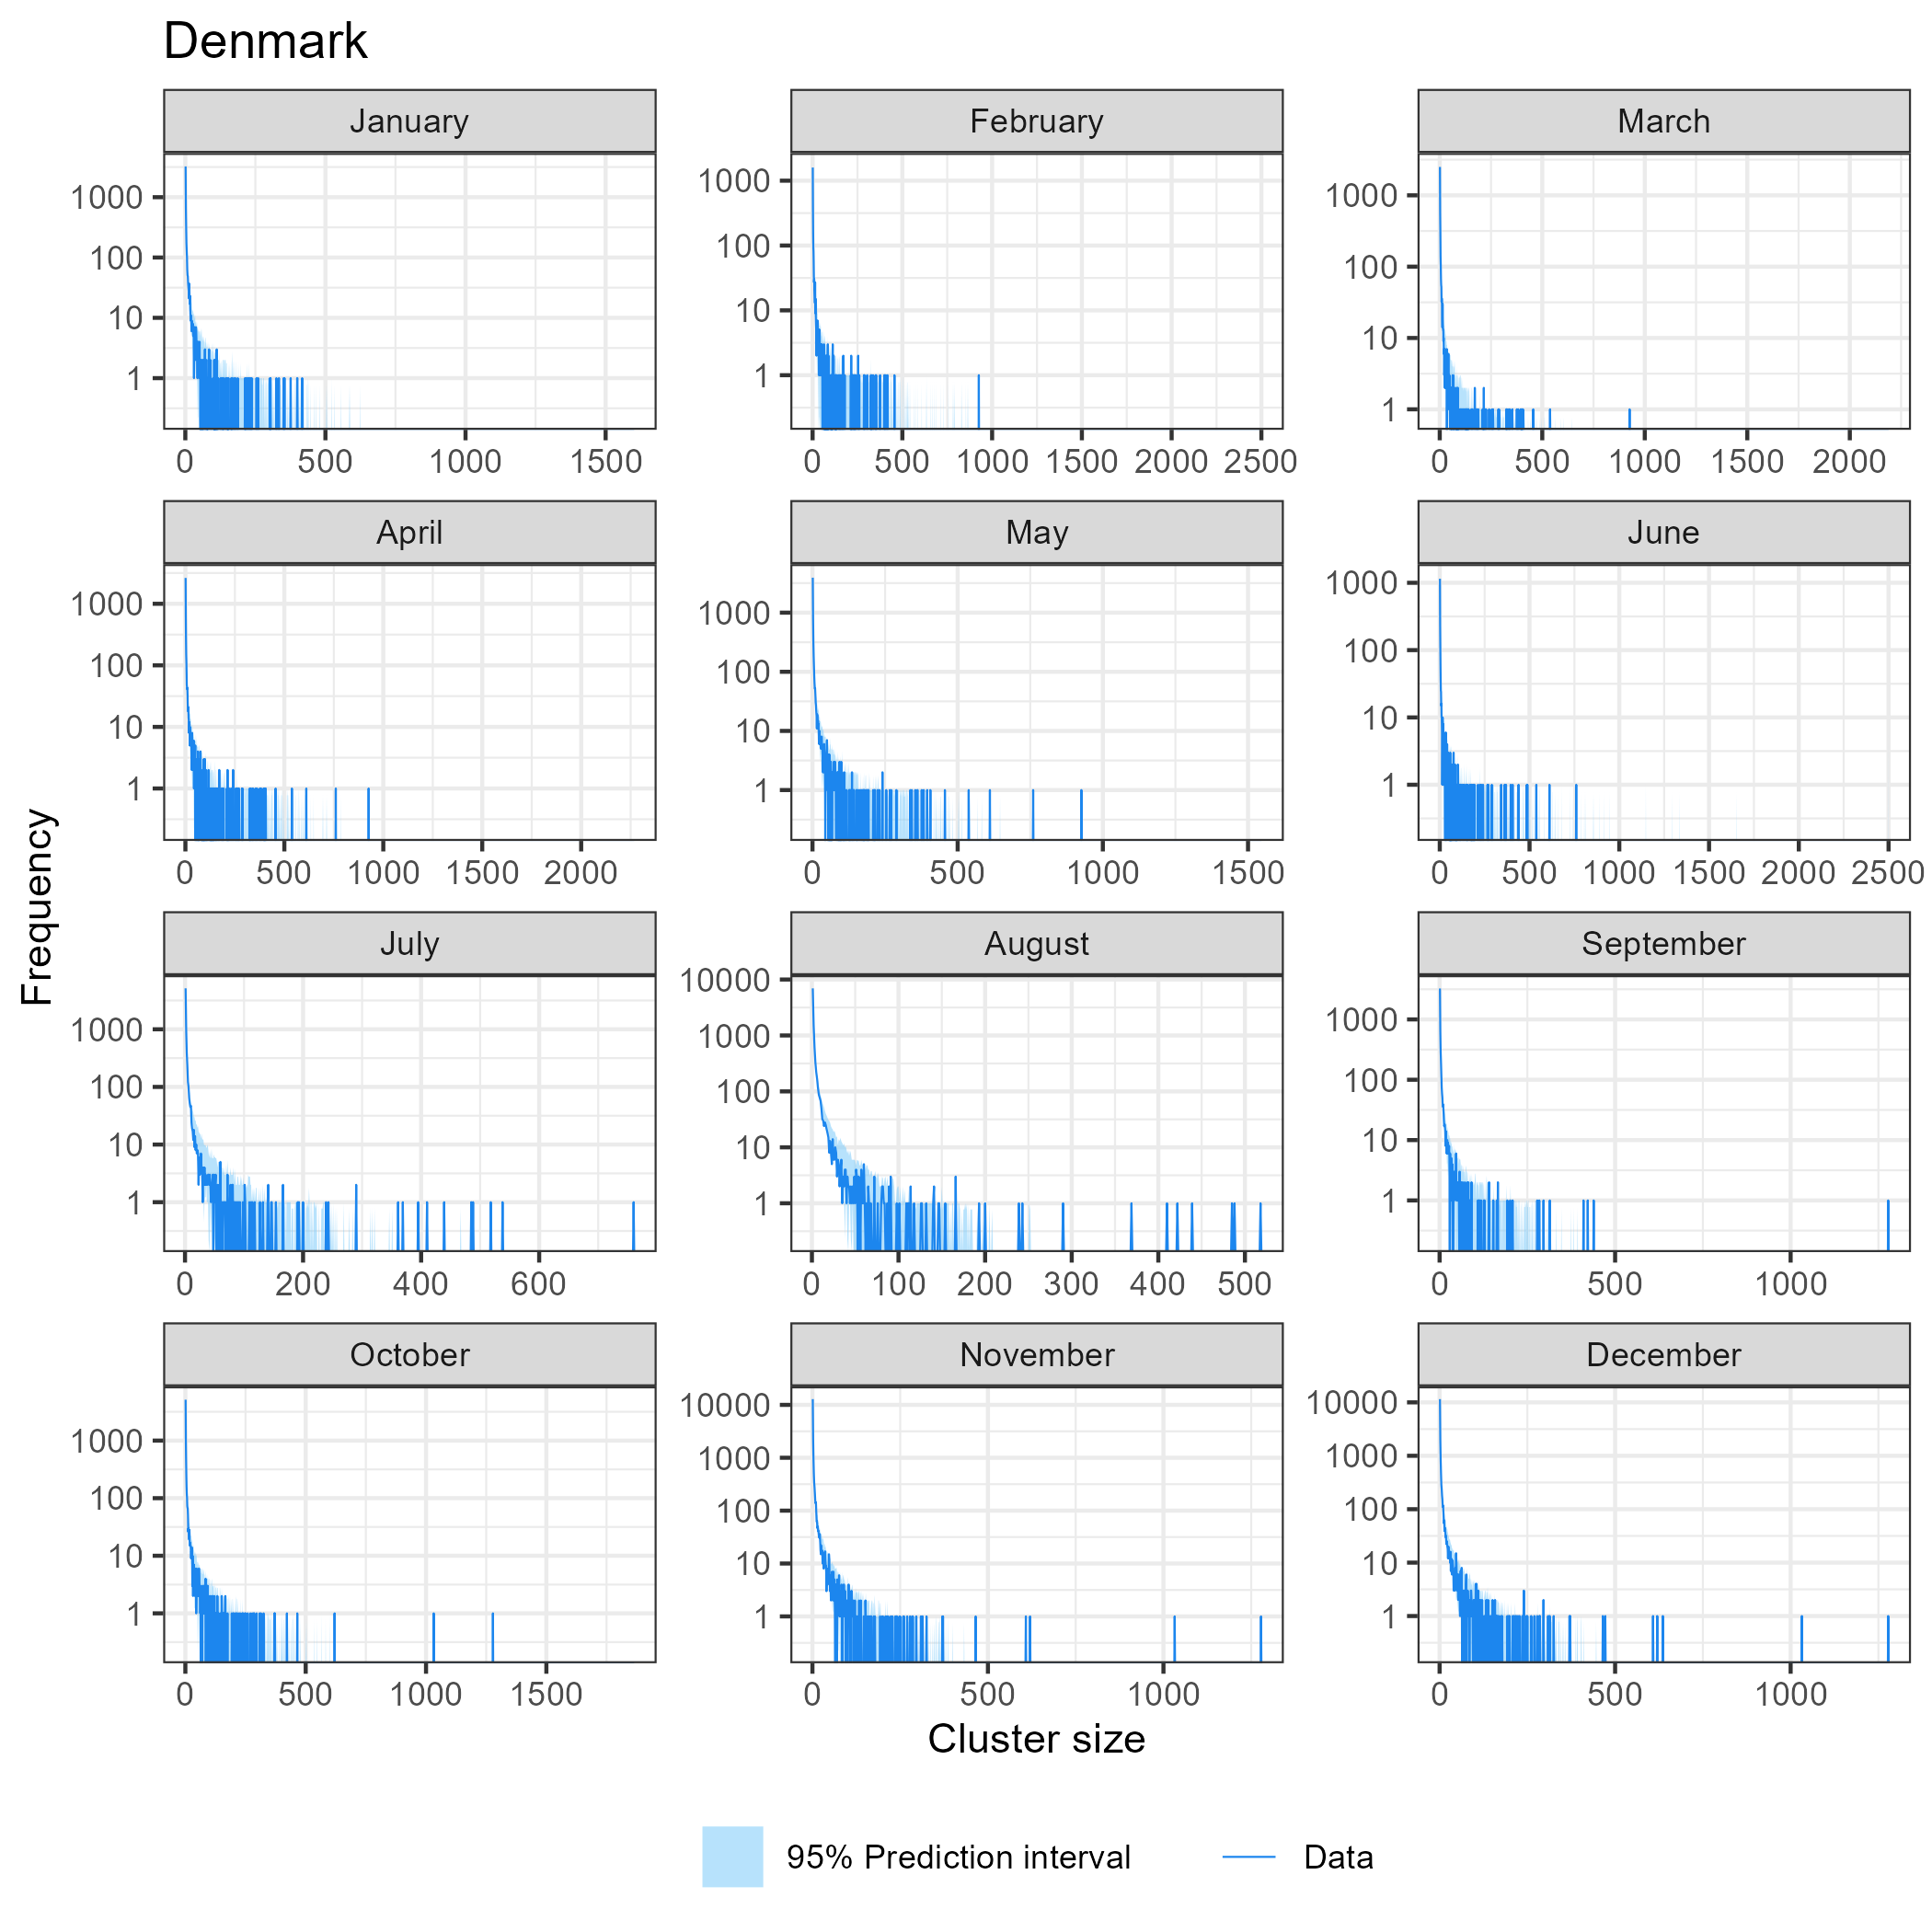 Denmark
January February March
1000 1000 1000
100 100 100
10 10 10
1 1 1
0 500 1000 1500 0 500 1000 1500 2000 2500 0 500 1000 1500 2000
April May June
1000 1000 1000
100 100 100
10 10 10
1 1 1
0 500 1000 1500 2000 0 500 1000 1500 0 500 1000 1500 2000 2500
Frequency
July August September
10000
1000 1000 1000
100 100 100
10 10 10
1 1 1
0 200 400 600 0 100 200 300 400 500 0 500 1000
October November December
10000 10000
1000 1000 1000
100 100 100
10 10 10
1 1 1
0 500 1000 1500 0 500 1000 0 500 1000
Cluster size
95% Prediction interval Data